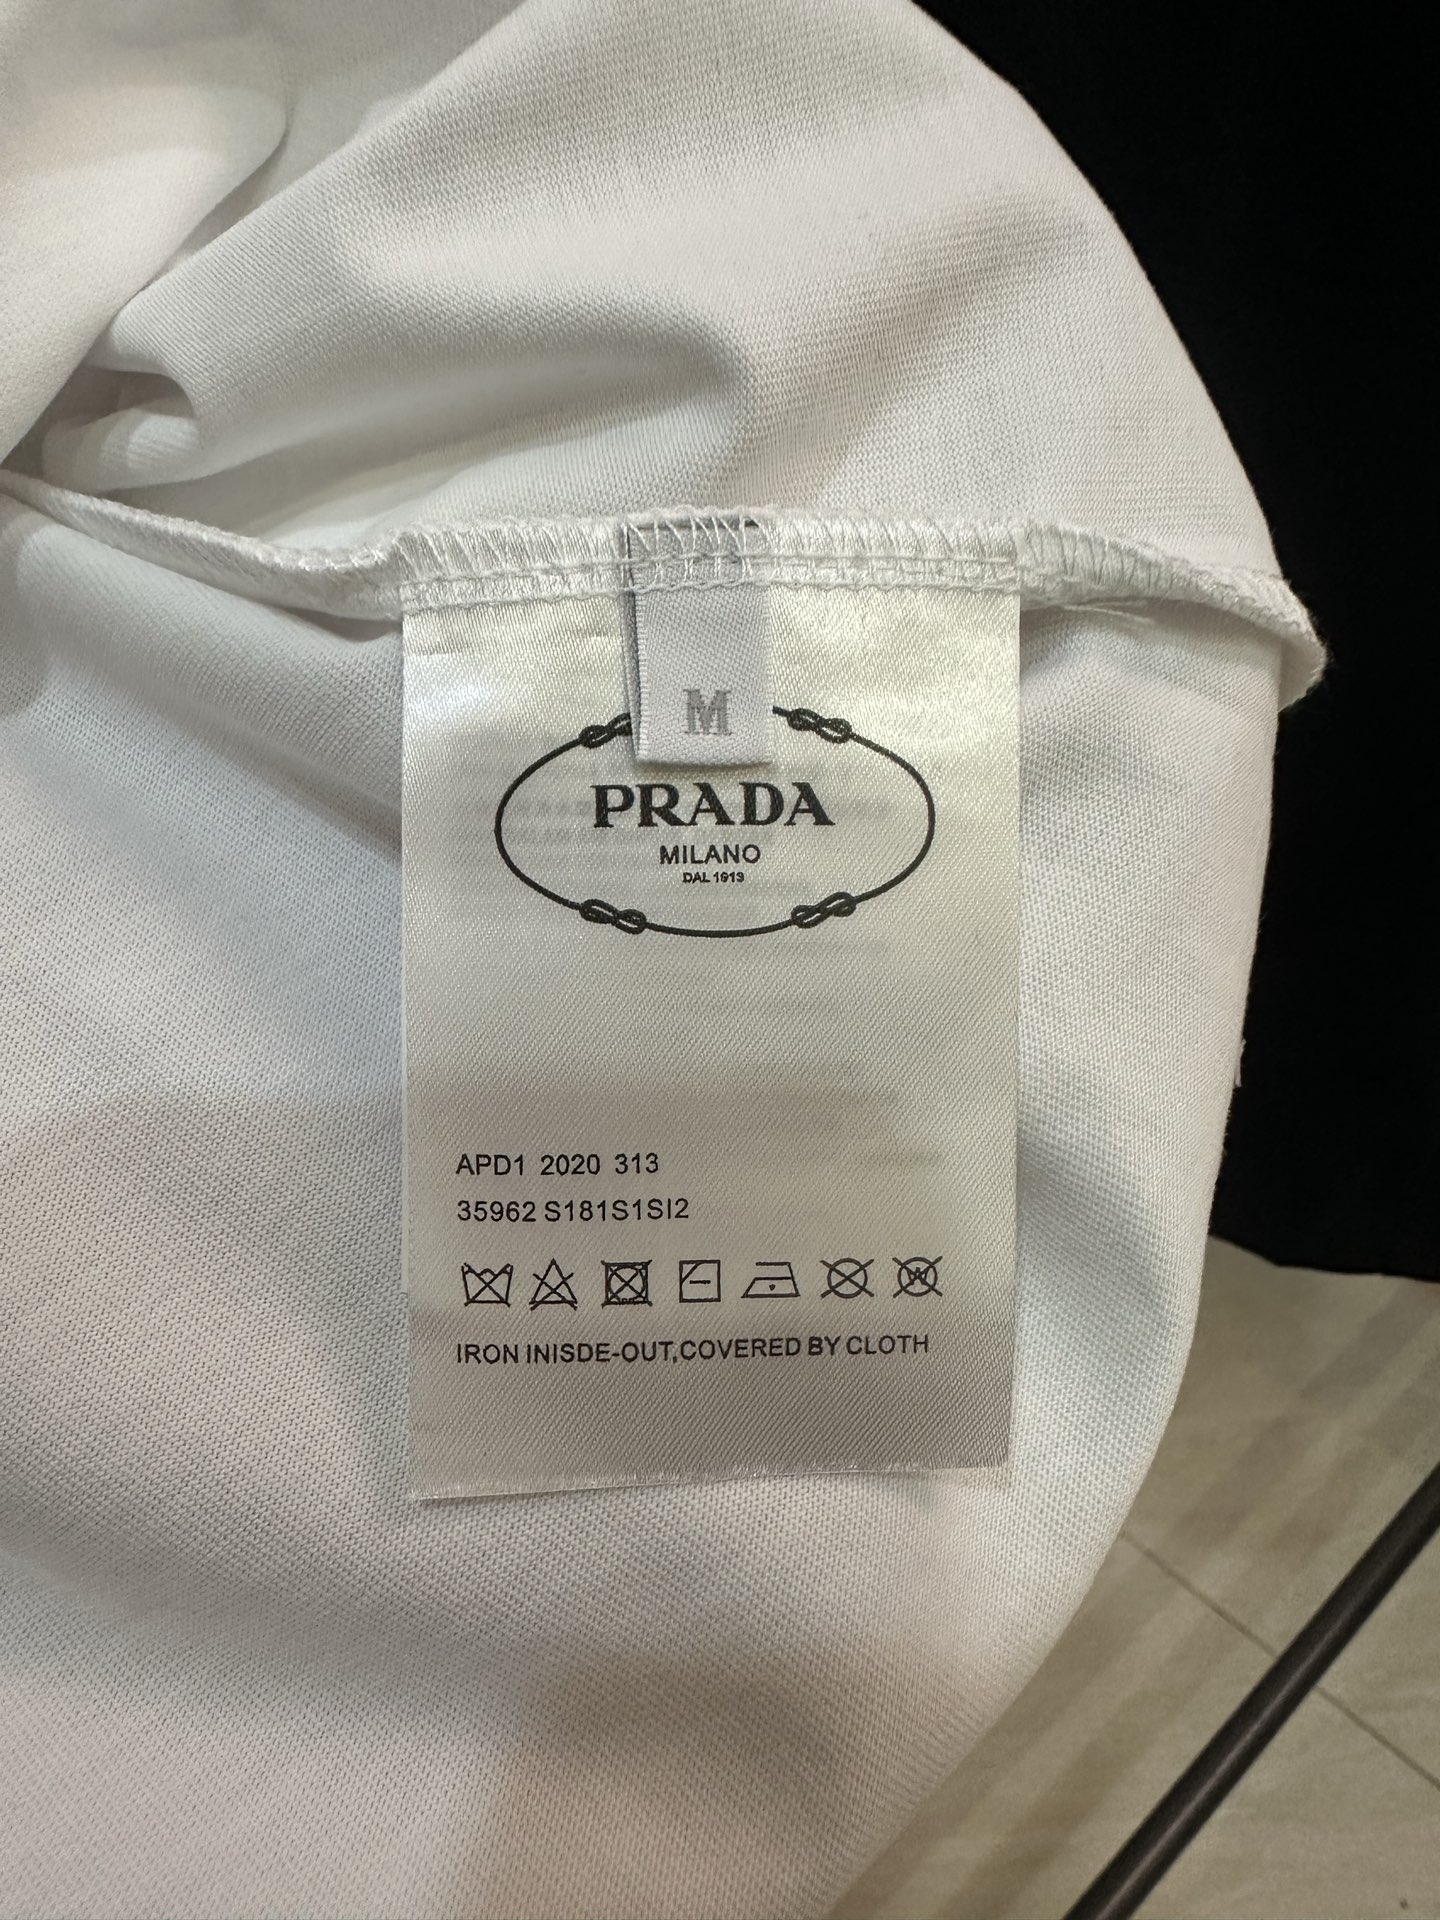 M
PRADA
MILANO
DAL 1913
APD1 2020 313
35962 S181S1SI2
IRON INISDE-OUT,COVERED BY CLOTH